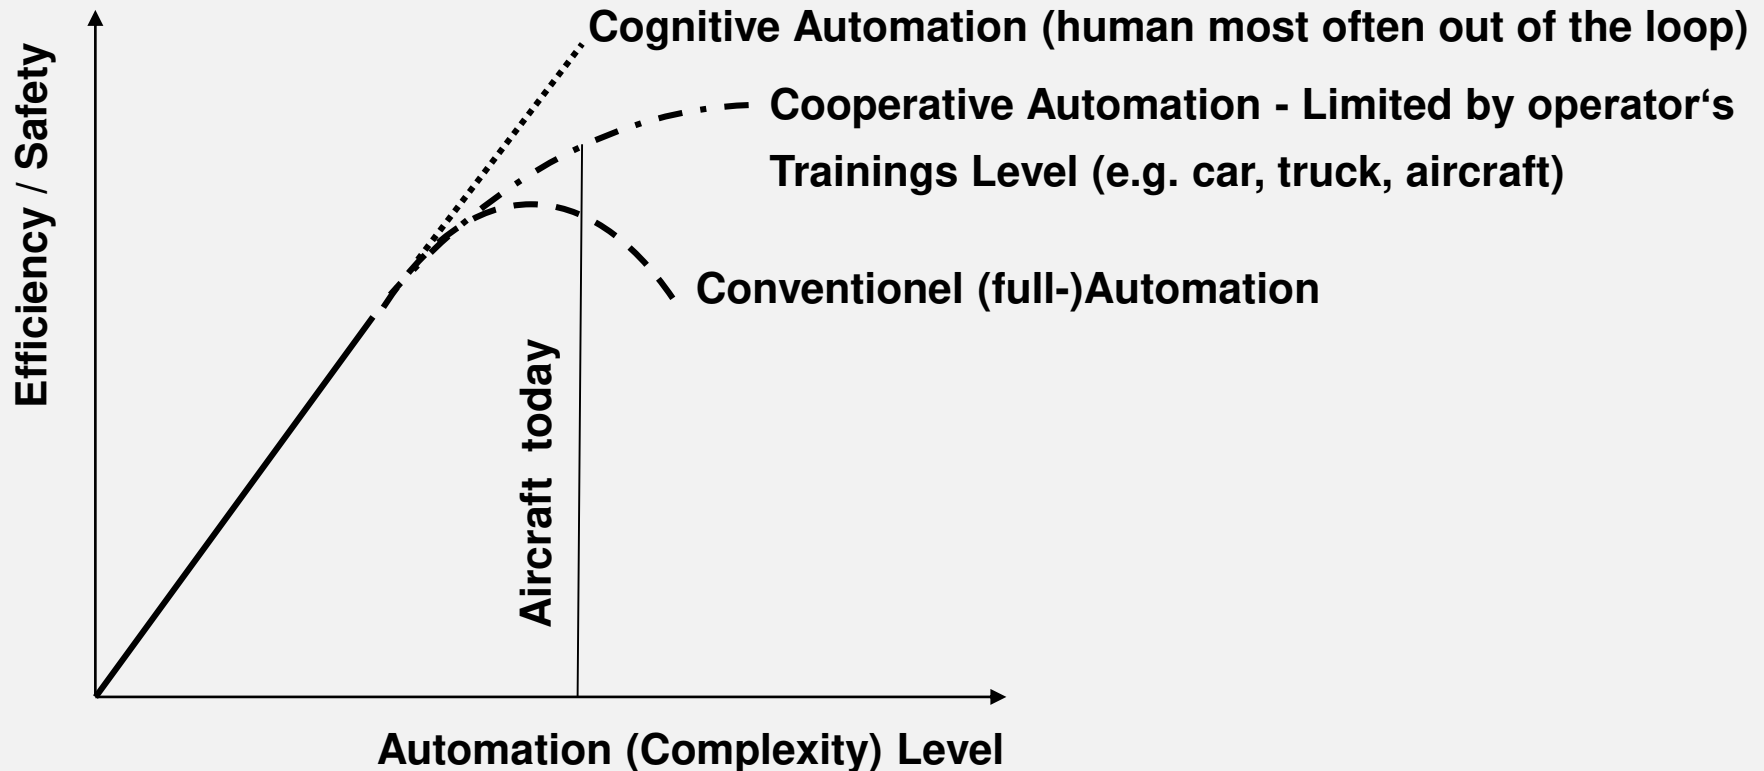 Cognitive Automation (human most often out of the loop)
Cooperative Automation - Limited by operator‘s
Trainings Level (e.g. car, truck, aircraft)
Conventionel (full-)Automation
Efficiency / Safety
Aircraft today
Automation (Complexity) Level